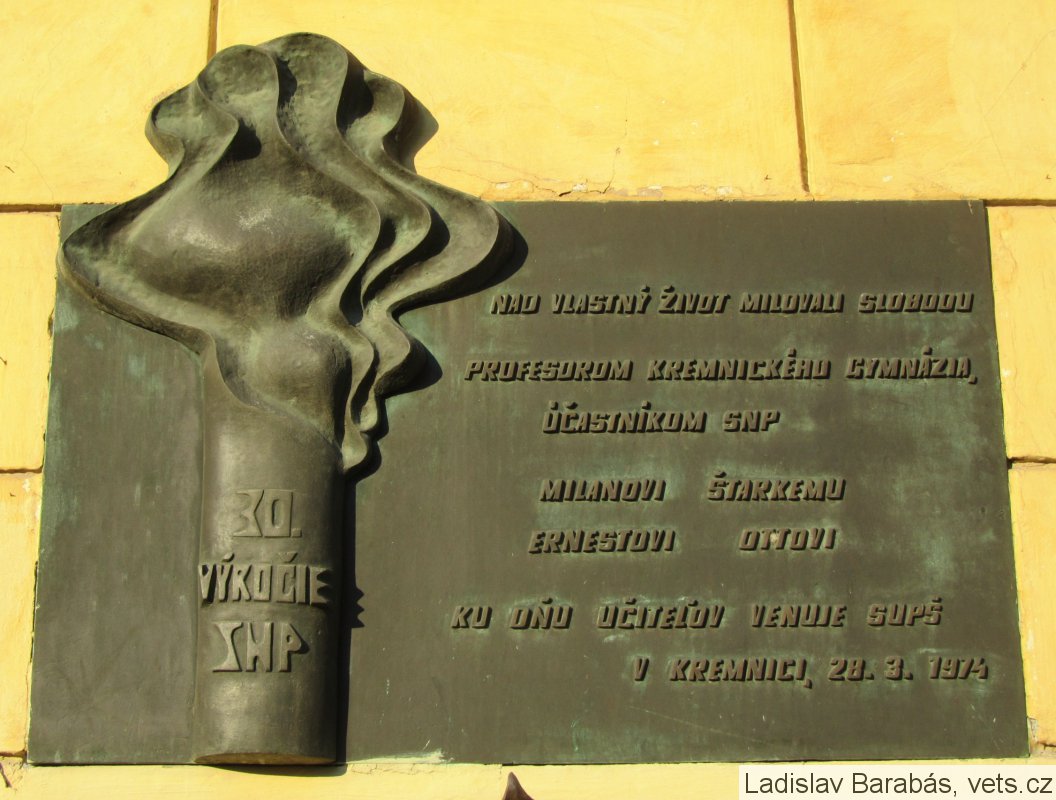 30.
VÝROČIE
SNP
NAD VLASTNÝ ŽIVOT MILOVALI SLOBODU
PROFESOROM KREMNICKÉHO GYMNÁZIA,
ÚČASTNÍKOM SNP
MILANOVI ŠTARKEMU
ERNESTOVI OTTOVI
KU DŇU UČITEĽOV VENUJE SUPŠ
V KREMNICI, 28. 3. 1974
Ladislav Barabás, vets.cz